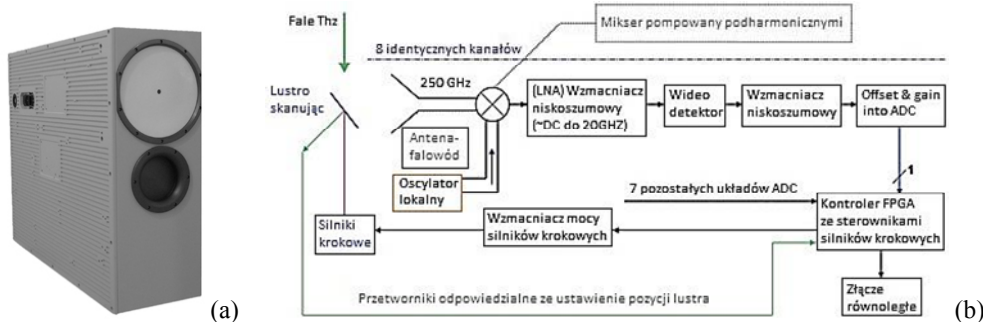 Fale Thz
Mikser pompowany podharmonicznymi
8 identycznych kanałów
Lustro
skanując
250 GHz
(LNA) Wzmacniacz
niskoszumowy
(~DC do 20GHZ)
Wideo
detektor
Wzmacniacz
niskoszumowy
Offset & gain
into ADC
Antena-
falowód
Oscylator
lokalny
1
7 pozostałych układów ADC
Kontroler FPGA
ze sterownikami
silników krokowych
Silniki
krokowe
Wzmacniacz mocy
silników krokowych
Przetworniki odpowiedzialne ze ustawienie pozycji lustra
Złącze
równoległe
(a)
(b)